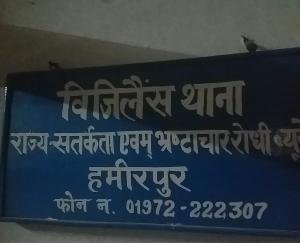 विजिलैंस थाना
राज्य-सतर्कता एवम् भ्रष्टाचार रोधी ब्यूरो
हमीरपुर
फोन न. 01972-222307